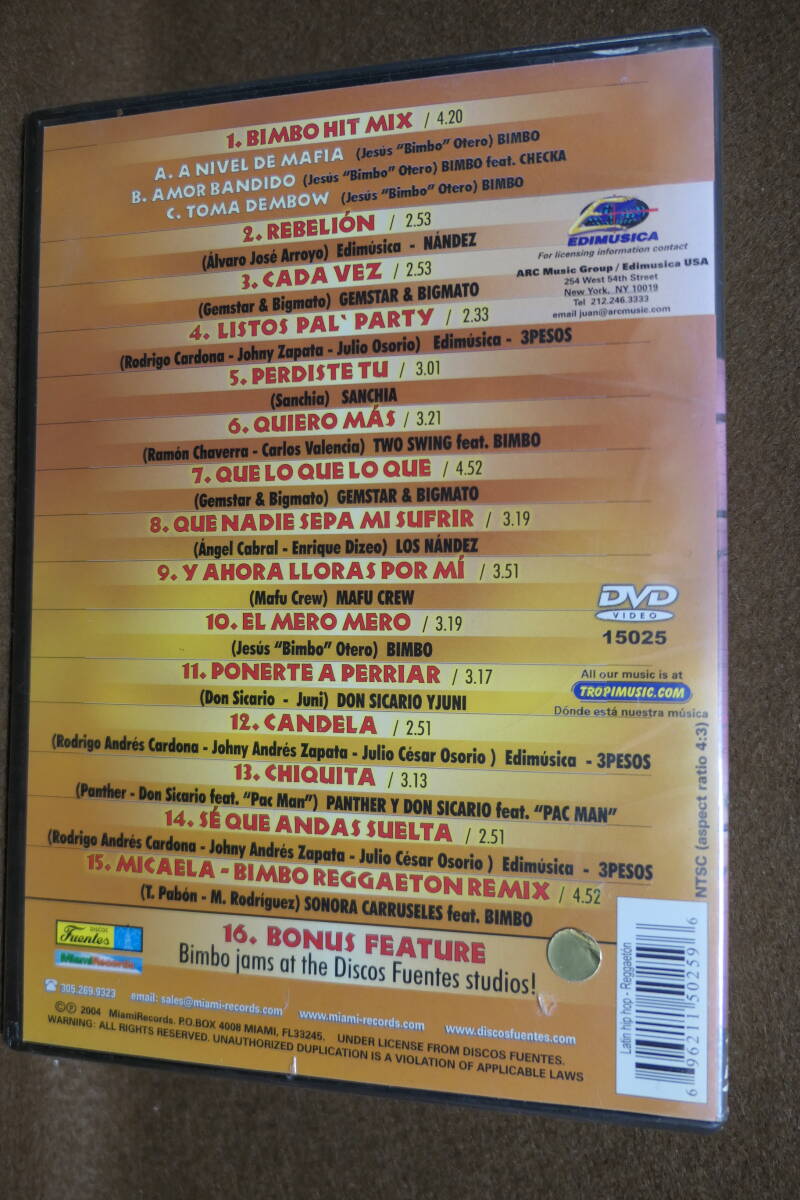 1. BIMBO HIT MIX / 4.20
A. A NIVEL DE MAFIA (Jesús "Bimbo" Otero) BIMBO
B. AMOR BANDIDO (Jesús "Bimbo" Otero) BIMBO feat. CHECKA
C. TOMA DEMBOW (Jesús "Bimbo" Otero) BIMBO
2. REBELIÓN / 2.53
(Álvaro José Arroyo) Edimúsica - NÁNDEZ
3. CADA VEZ / 2.53
(Gemstar & Bigmato) GEMSTAR & BIGMATO
4. LISTOS PAL` PARTY / 2.33
(Rodrigo Cardona - Johny Zapata - Julio Osorio) Edimúsica - 3PESOS
5. PERDISTE TU / 3.01
(Sanchia) SANCHIA
6. QUIERO MÁS / 3.21
(Ramón Chaverra - Carlos Valencia) TWO SWING feat. BIMBO
7. QUE LO QUE LO QUE / 4.52
(Gemstar & Bigmato) GEMSTAR & BIGMATO
8. QUE NADIE SEPA MI SUFRIR / 3.19
(Ángel Cabral - Enrique Dizeo) LOS NÁNDEZ
9. Y AHORA LLORAS POR MÍ / 3.51
(Mafu Crew) MAFU CREW
10. EL MERO MERO / 3.19
(Jesús "Bimbo" Otero) BIMBO
11. PONERTE A PERRIAR / 3.17
(Don Sicario - Juni) DON SICARIO YJUNI
12. CANDELA / 2.51
(Rodrigo Andrés Cardona - Johny Andrés Zapata - Julio César Osorio ) Edimúsica - 3PESOS
13. CHIQUITA / 3.13
(Panther - Don Sicario feat. "Pac Man") PANTHER Y DON SICARIO feat. "PAC MAN"
14. SÉ QUE ANDAS SUELTA / 2.51
(Rodrigo Andrés Cardona - Johny Andrés Zapata - Julio César Osorio ) Edimúsica - 3PESOS
15. MICAELA - BIMBO REGGAETON REMIX / 4.52
(T. Pabón - M. Rodríguez) SONORA CARRUSELES feat. BIMBO
16. BONUS FEATURE
Bimbo jams at the Discos Fuentes studios!
EDIMUSICA
For licensing information contact
ARC Music Group / Edimusica USA
254 West 54th Street
New York, NY 10019
Tel 212.246.3333
email juan@arcmusic.com
DVD
VIDEO
15025
All our music is at
TROPIMUSIC.COM
Dónde está nuestra música
NTSC (aspect ratio 4:3)
Latin hip hop - Reggaetón
6 96211 50259 6
DISCOS
Fuentes
MiamiRecords
305.269.9323 email: sales@miami-records.com www.miami-records.com www.discosfuentes.com
©℗ 2004 MiamiRecords. P.O.BOX 4008 MIAMI, FL33245. UNDER LICENSE FROM DISCOS FUENTES.
WARNING: ALL RIGHTS RESERVED. UNAUTHORIZED DUPLICATION IS A VIOLATION OF APPLICABLE LAWS